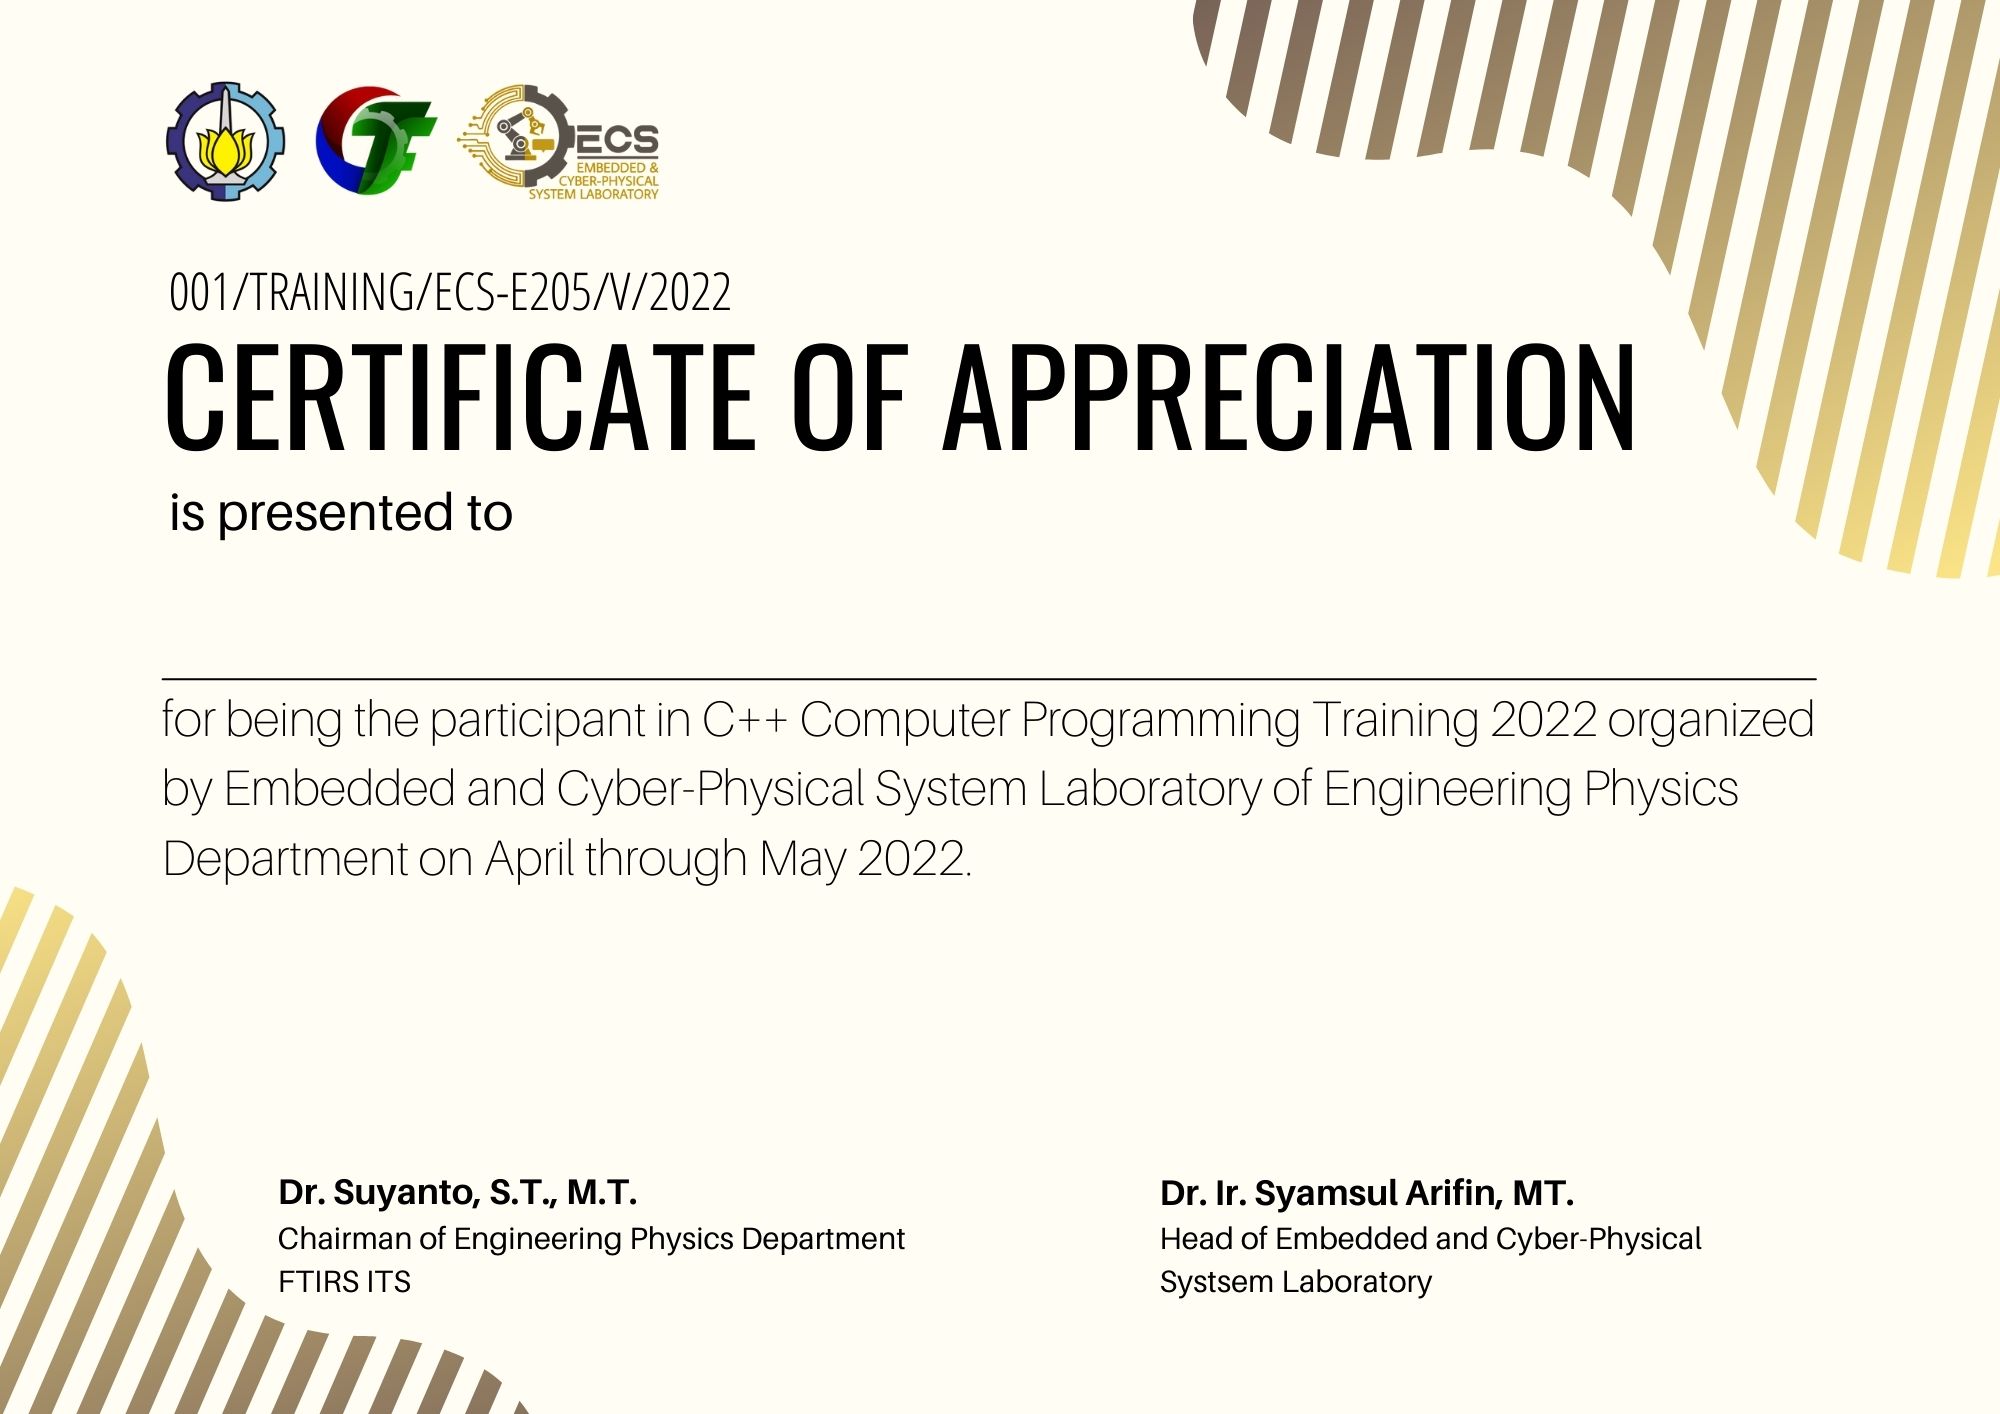 ECS
EMBEDDED &
CYBER-PHYSICAL
SYSTEM LABORATORY
001/TRAINING/ECS-E205/V/2022
CERTIFICATE OF APPRECIATION
is presented to
for being the participant in C++ Computer Programming Training 2022 organized
by Embedded and Cyber-Physical System Laboratory of Engineering Physics
Department on April through May 2022.
Dr. Suyanto, S.T., M.T.
Chairman of Engineering Physics Department
FTIRS ITS
Dr. Ir. Syamsul Arifin, MT.
Head of Embedded and Cyber-Physical
Systsem Laboratory